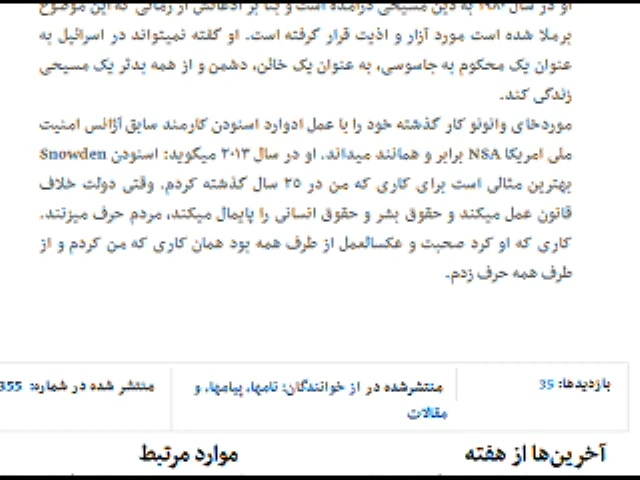 او در سال ۱۹۸۶ به دین مسیحی درآمده است و بنا بر ادعاش از زمانی که این موضوع
برملا شده است مورد آزار و اذیت قرار گرفته است. او گفته نمیتواند در اسرائیل به
عنوان یک محکوم به جاسوسی، به عنوان یک خائن، دشمن و از همه بدتر یک مسیحی
زندگی کند.
موردخای وانونو کار گذشته خود را با عمل ادوارد اسنودن کارمند سابق آژانس امنیت
ملی امریکا NSA برابر و همانند میداند. او در سال ۲۰۱۳ میگوید: اسنودن Snowden
بهترین مثالی است برای کاری که من در ۲۵ سال گذشته کردم. وقتی دولت خلاف
قانون عمل میکند و حقوق بشر و حقوق انسانی را پایمال میکند، مردم حرف میزنند.
کاری که او کرد صحبت و عکسالعمل از طرف همه بود همان کاری که من کردم و از
طرف همه حرف زدم.
بازدیدها: 35
منتشرشده در از خوانندگان: نامها، پیامها، و
مقالات
منتشر شده در شماره: 355
آخرین‌ها از هفته
موارد مرتبط